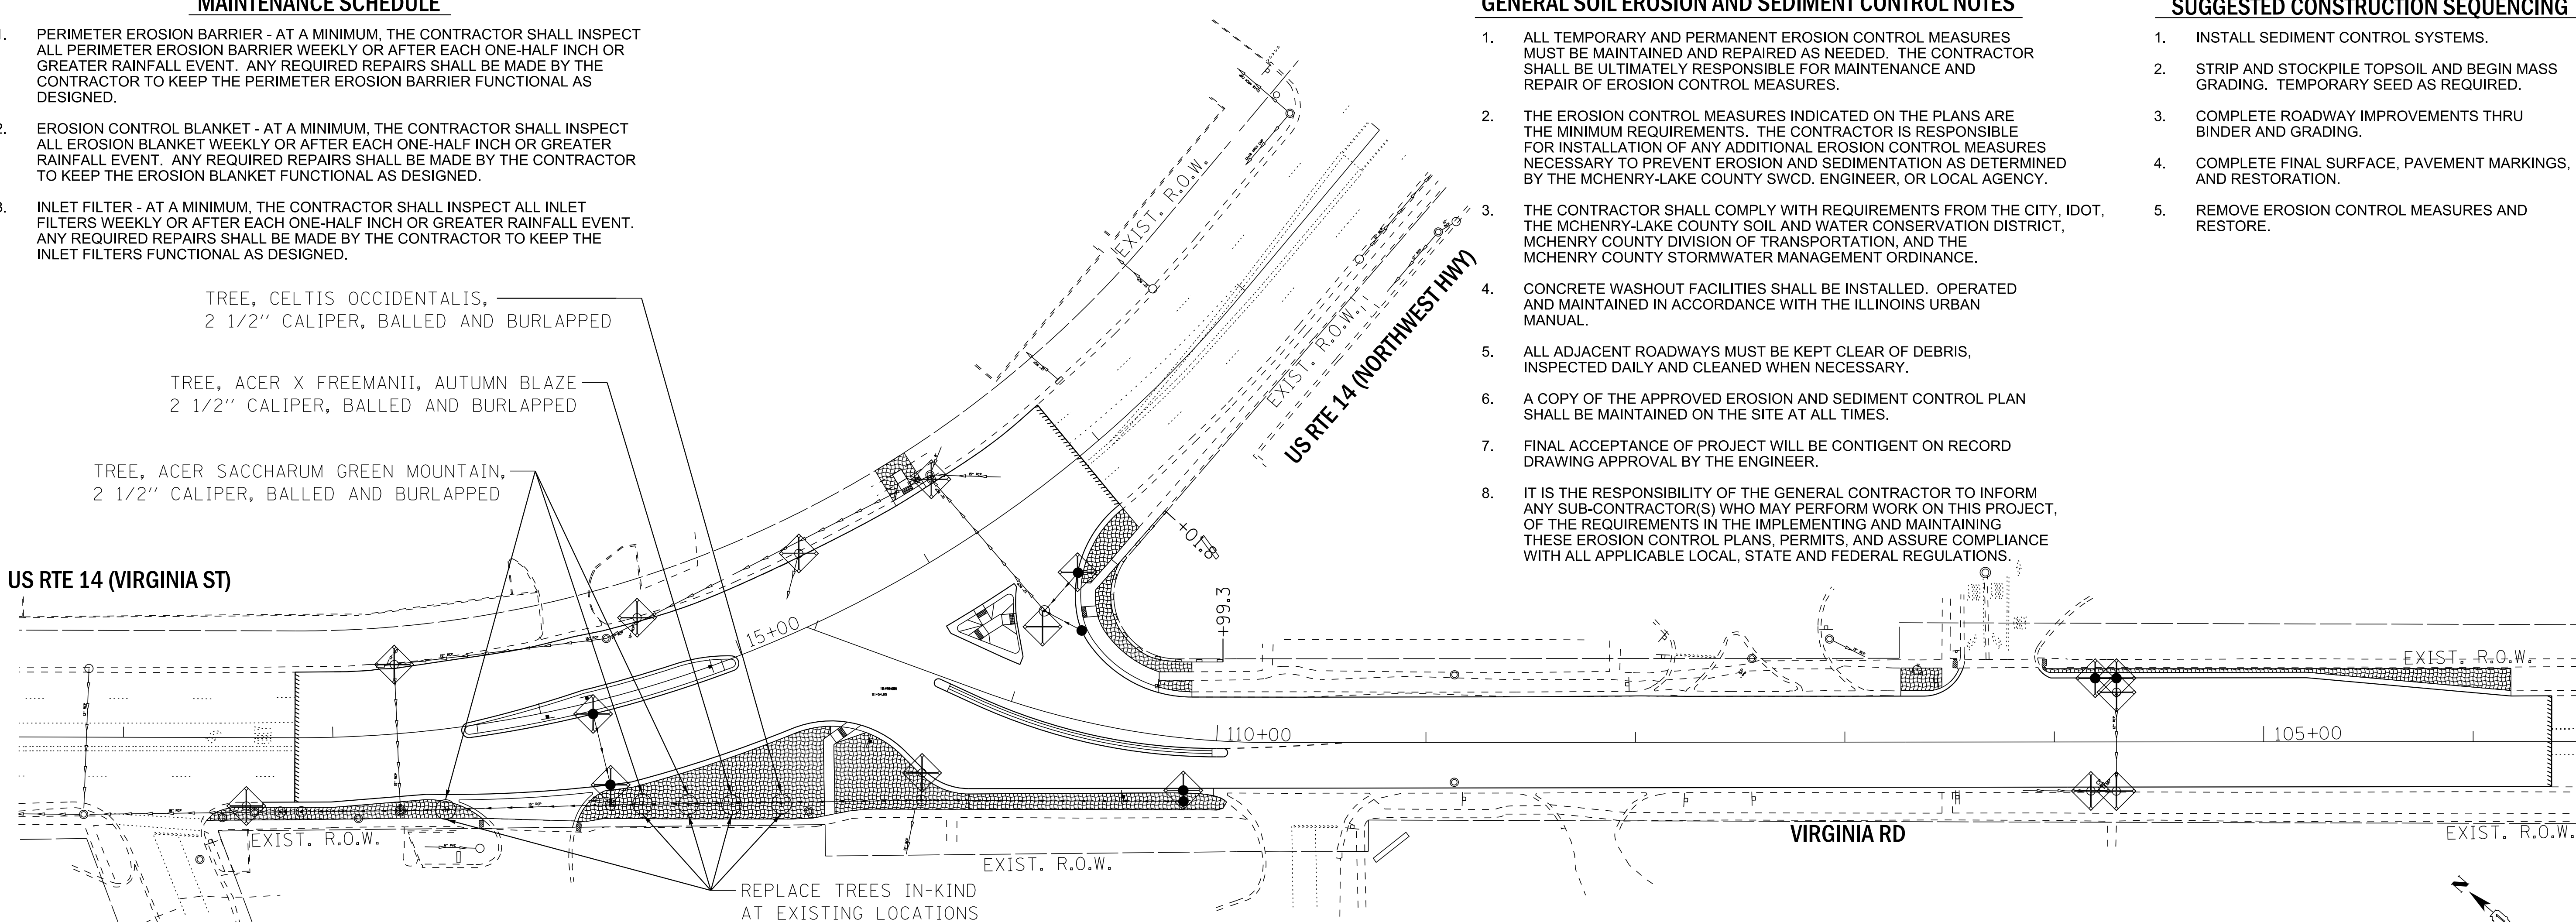 MAINTENANCE SCHEDULE
1. PERIMETER EROSION BARRIER - AT A MINIMUM, THE CONTRACTOR SHALL INSPECT
ALL PERIMETER EROSION BARRIER WEEKLY OR AFTER EACH ONE-HALF INCH OR
GREATER RAINFALL EVENT. ANY REQUIRED REPAIRS SHALL BE MADE BY THE
CONTRACTOR TO KEEP THE PERIMETER EROSION BARRIER FUNCTIONAL AS
DESIGNED.
2. EROSION CONTROL BLANKET - AT A MINIMUM, THE CONTRACTOR SHALL INSPECT
ALL EROSION BLANKET WEEKLY OR AFTER EACH ONE-HALF INCH OR GREATER
RAINFALL EVENT. ANY REQUIRED REPAIRS SHALL BE MADE BY THE CONTRACTOR
TO KEEP THE EROSION BLANKET FUNCTIONAL AS DESIGNED.
3. INLET FILTER - AT A MINIMUM, THE CONTRACTOR SHALL INSPECT ALL INLET
FILTERS WEEKLY OR AFTER EACH ONE-HALF INCH OR GREATER RAINFALL EVENT.
ANY REQUIRED REPAIRS SHALL BE MADE BY THE CONTRACTOR TO KEEP THE
INLET FILTERS FUNCTIONAL AS DESIGNED.
GENERAL SOIL EROSION AND SEDIMENT CONTROL NOTES
1. ALL TEMPORARY AND PERMANENT EROSION CONTROL MEASURES
MUST BE MAINTAINED AND REPAIRED AS NEEDED. THE CONTRACTOR
SHALL BE ULTIMATELY RESPONSIBLE FOR MAINTENANCE AND
REPAIR OF EROSION CONTROL MEASURES.
2. THE EROSION CONTROL MEASURES INDICATED ON THE PLANS ARE
THE MINIMUM REQUIREMENTS. THE CONTRACTOR IS RESPONSIBLE
FOR INSTALLATION OF ANY ADDITIONAL EROSION CONTROL MEASURES
NECESSARY TO PREVENT EROSION AND SEDIMENTATION AS DETERMINED
BY THE MCHENRY-LAKE COUNTY SWCD. ENGINEER, OR LOCAL AGENCY.
3. THE CONTRACTOR SHALL COMPLY WITH REQUIREMENTS FROM THE CITY, IDOT,
THE MCHENRY-LAKE COUNTY SOIL AND WATER CONSERVATION DISTRICT,
MCHENRY COUNTY DIVISION OF TRANSPORTATION, AND THE
MCHENRY COUNTY STORMWATER MANAGEMENT ORDINANCE.
4. CONCRETE WASHOUT FACILITIES SHALL BE INSTALLED. OPERATED
AND MAINTAINED IN ACCORDANCE WITH THE ILLINOINS URBAN
MANUAL.
5. ALL ADJACENT ROADWAYS MUST BE KEPT CLEAR OF DEBRIS,
INSPECTED DAILY AND CLEANED WHEN NECESSARY.
6. A COPY OF THE APPROVED EROSION AND SEDIMENT CONTROL PLAN
SHALL BE MAINTAINED ON THE SITE AT ALL TIMES.
7. FINAL ACCEPTANCE OF PROJECT WILL BE CONTIGENT ON RECORD
DRAWING APPROVAL BY THE ENGINEER.
8. IT IS THE RESPONSIBILITY OF THE GENERAL CONTRACTOR TO INFORM
ANY SUB-CONTRACTOR(S) WHO MAY PERFORM WORK ON THIS PROJECT,
OF THE REQUIREMENTS IN THE IMPLEMENTING AND MAINTAINING
THESE EROSION CONTROL PLANS, PERMITS, AND ASSURE COMPLIANCE
WITH ALL APPLICABLE LOCAL, STATE AND FEDERAL REGULATIONS.
SUGGESTED CONSTRUCTION SEQUENCING
1. INSTALL SEDIMENT CONTROL SYSTEMS.
2. STRIP AND STOCKPILE TOPSOIL AND BEGIN MASS
GRADING. TEMPORARY SEED AS REQUIRED.
3. COMPLETE ROADWAY IMPROVEMENTS THRU
BINDER AND GRADING.
4. COMPLETE FINAL SURFACE, PAVEMENT MARKINGS,
AND RESTORATION.
5. REMOVE EROSION CONTROL MEASURES AND
RESTORE.
TREE, CELTIS OCCIDENTALIS,
2 1/2'' CALIPER, BALLED AND BURLAPPED
TREE, ACER X FREEMANII, AUTUMN BLAZE
2 1/2'' CALIPER, BALLED AND BURLAPPED
TREE, ACER SACCHARUM GREEN MOUNTAIN,
2 1/2'' CALIPER, BALLED AND BURLAPPED
EXIST. R.O.W.
EXIST. R.O.W.
US RTE 14 (NORTHWEST HWY)
+01.8
+99.3
US RTE 14 (VIRGINIA ST)
15+00
110+00
105+00
EXIST. R.O.W.
EXIST. R.O.W.
EXIST. R.O.W.
EXIST. R.O.W.
VIRGINIA RD
REPLACE TREES IN-KIND
AT EXISTING LOCATIONS
N